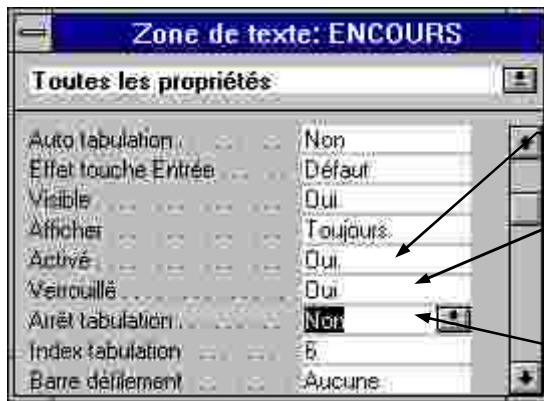 Zone de texte: ENCOURS
Toutes les propriétés
Auto tabulation . . . . . Non
Effet touche Entrée . . . Défaut
Visible . . . . . Oui
Afficher . . . . . Toujours
Activé . . . . . Oui
Verrouillé . . . . . Oui
Arrêt tabulation . . . . . Non
Index tabulation . . . . . 6
Barre défilement . . . . . Aucune